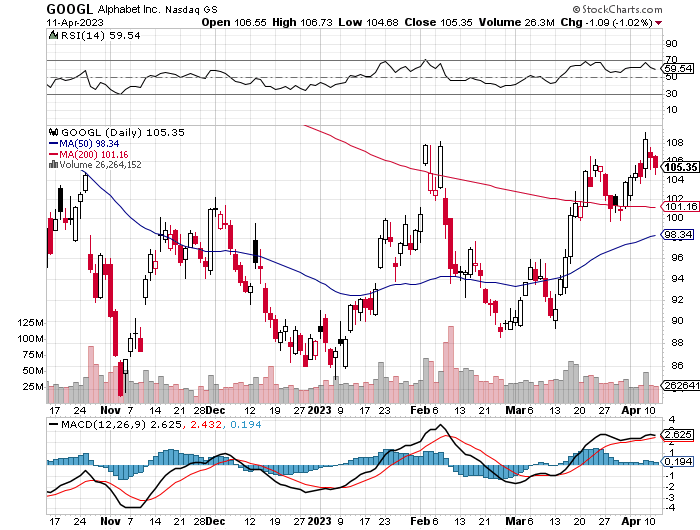 GOOGL Alphabet Inc. Nasdaq GS © StockCharts.com
11-Apr-2023 Open 106.55 High 106.73 Low 104.68 Close 105.35 Volume 26.3M Chg -1.09 (-1.02%)
RSI(14) 59.54
90
70
59.54
50
30
10
GOOGL (Daily) 105.35
MA(50) 98.34
MA(200) 101.16
Volume 26,264,152
108
106
105.35
104
102
101.16
100
98.34
96
94
92
90
88
86
84
125M
100M
75M
50M
25M
262641
17 24 Nov 7 14 21 28 Dec 12 19 27 2023 9 17 23 30 Feb 6 13 21 27 Mar 6 13 20 27 Apr 10
MACD(12,26,9) 2.625, 2.432, 0.194
4
3
2.625
2
1
0.194
-1
-2
-3
-4
17 24 Nov 7 14 21 28 Dec 12 19 27 2023 9 17 23 30 Feb 6 13 21 27 Mar 6 13 20 27 Apr 10